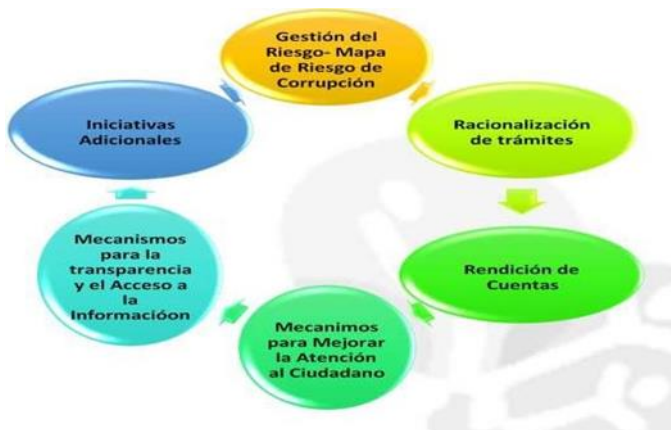 Gestión del
Riesgo- Mapa
de Riesgo de
Corrupción
Racionalización
de trámites
Rendición de
Cuentas
Mecanimos
para Mejorar
la Atención
al Ciudadano
Mecanismos
para la
transparencia
y el Acceso a
la
Informacióon
Iniciativas
Adicionales